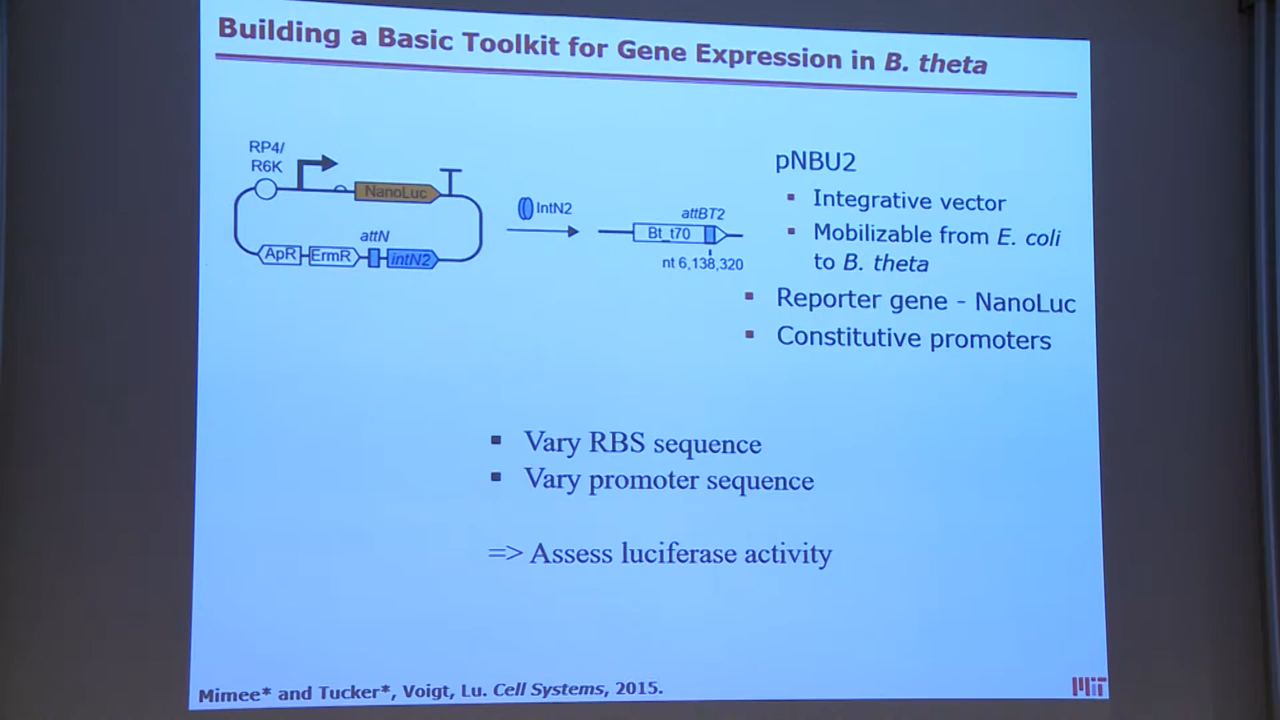 Building a Basic Toolkit for Gene Expression in B. theta
RP4/
R6K
NanoLuc
attN
ApR
ErmR
intN2
IntN2
attBT2
Bt_t70
nt 6,138,320
pNBU2
Integrative vector
Mobilizable from E. coli
to B. theta
Reporter gene - NanoLuc
Constitutive promoters
Vary RBS sequence
Vary promoter sequence
=> Assess luciferase activity
Mimee* and Tucker*, Voigt, Lu. Cell Systems, 2015.
MIT